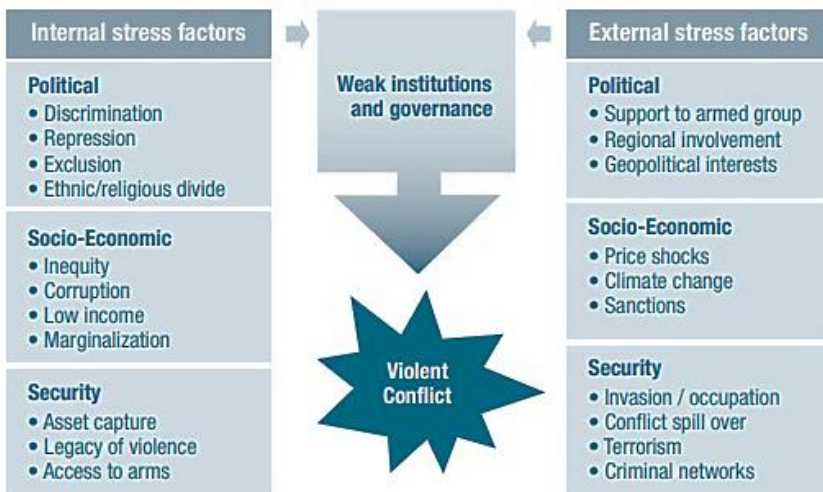 Internal stress factors
Political
• Discrimination
• Repression
• Exclusion
• Ethnic/religious divide
Socio-Economic
• Inequity
• Corruption
• Low income
• Marginalization
Security
• Asset capture
• Legacy of violence
• Access to arms
Weak institutions
and governance
Violent
Conflict
External stress factors
Political
• Support to armed group
• Regional involvement
• Geopolitical interests
Socio-Economic
• Price shocks
• Climate change
• Sanctions
Security
• Invasion / occupation
• Conflict spill over
• Terrorism
• Criminal networks